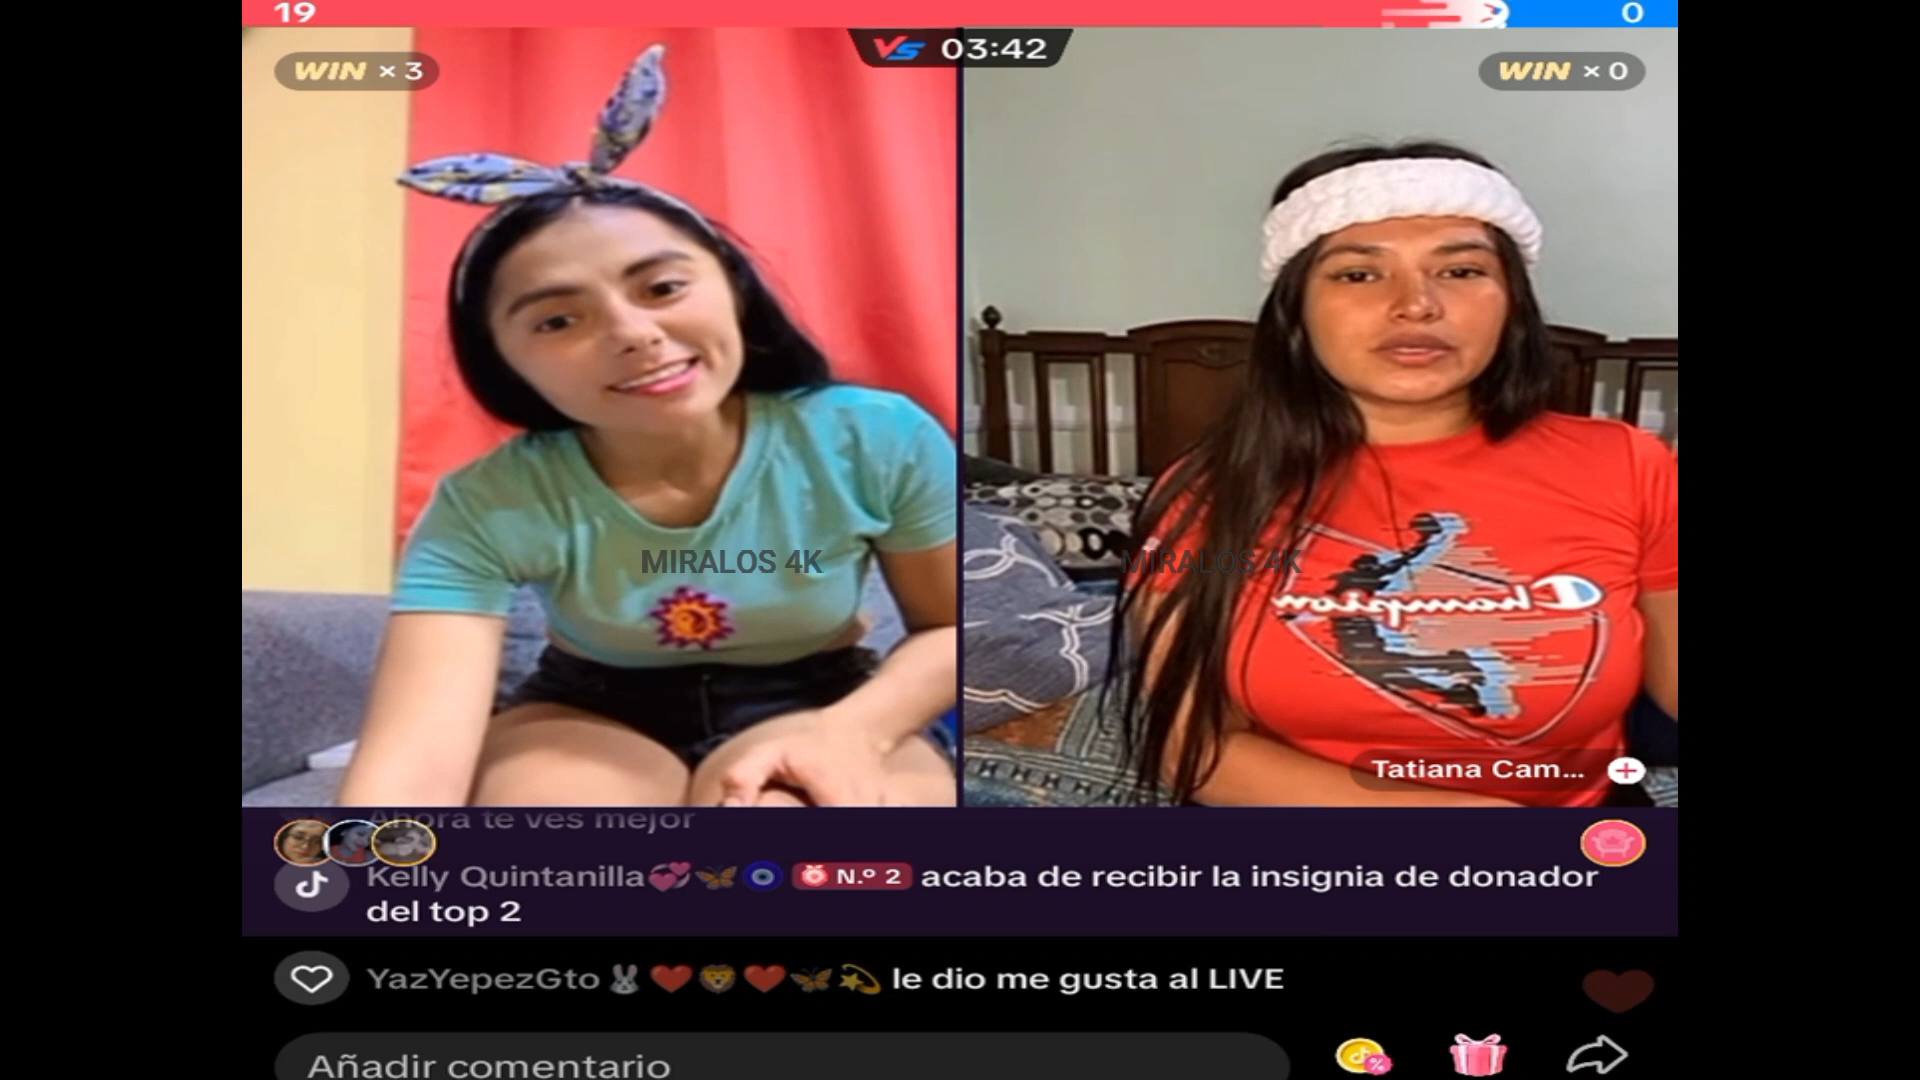 19
0
VS 03:42
WIN × 3
WIN × 0
MIRALOS 4K
MIRALOS 4K
Champion
Tatiana Cam...
Ahora te ves mejor
Kelly Quintanilla💞🦋🧿 N.º 2 acaba de recibir la insignia de donador
del top 2
YazYepezGto🐰❤️🦁❤️🦋💫 le dio me gusta al LIVE
Añadir comentario